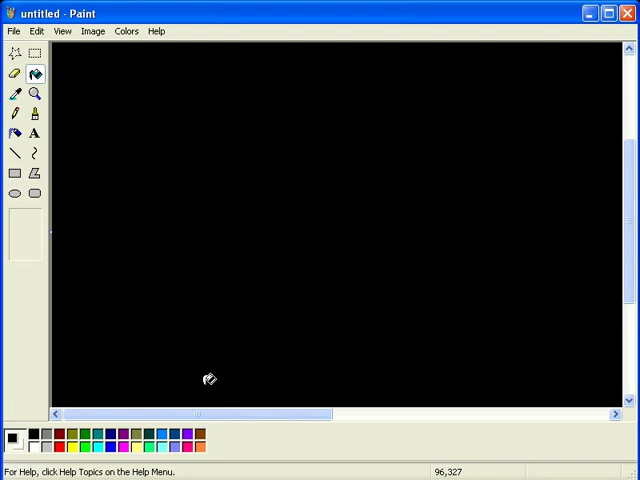 untitled - Paint
File Edit View Image Colors Help
A
For Help, click Help Topics on the Help Menu.
96,327